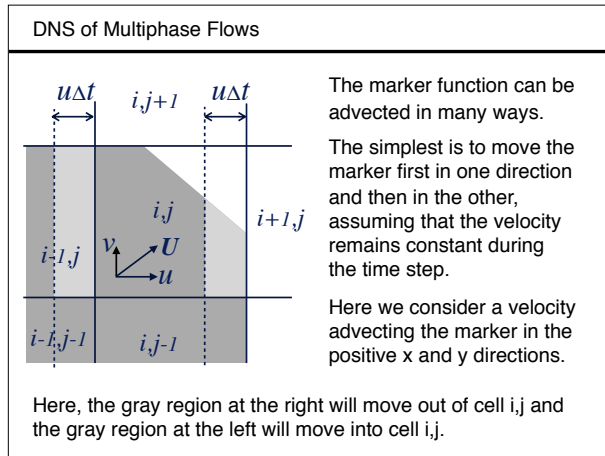 DNS of Multiphase Flows
uΔt
i,j+1
uΔt
i,j
i+1,j
i-1,j
v
U
u
i-1,j-1
i,j-1
The marker function can be
advected in many ways.
The simplest is to move the
marker first in one direction
and then in the other,
assuming that the velocity
remains constant during
the time step.
Here we consider a velocity
advecting the marker in the
positive x and y directions.
Here, the gray region at the right will move out of cell i,j and
the gray region at the left will move into cell i,j.